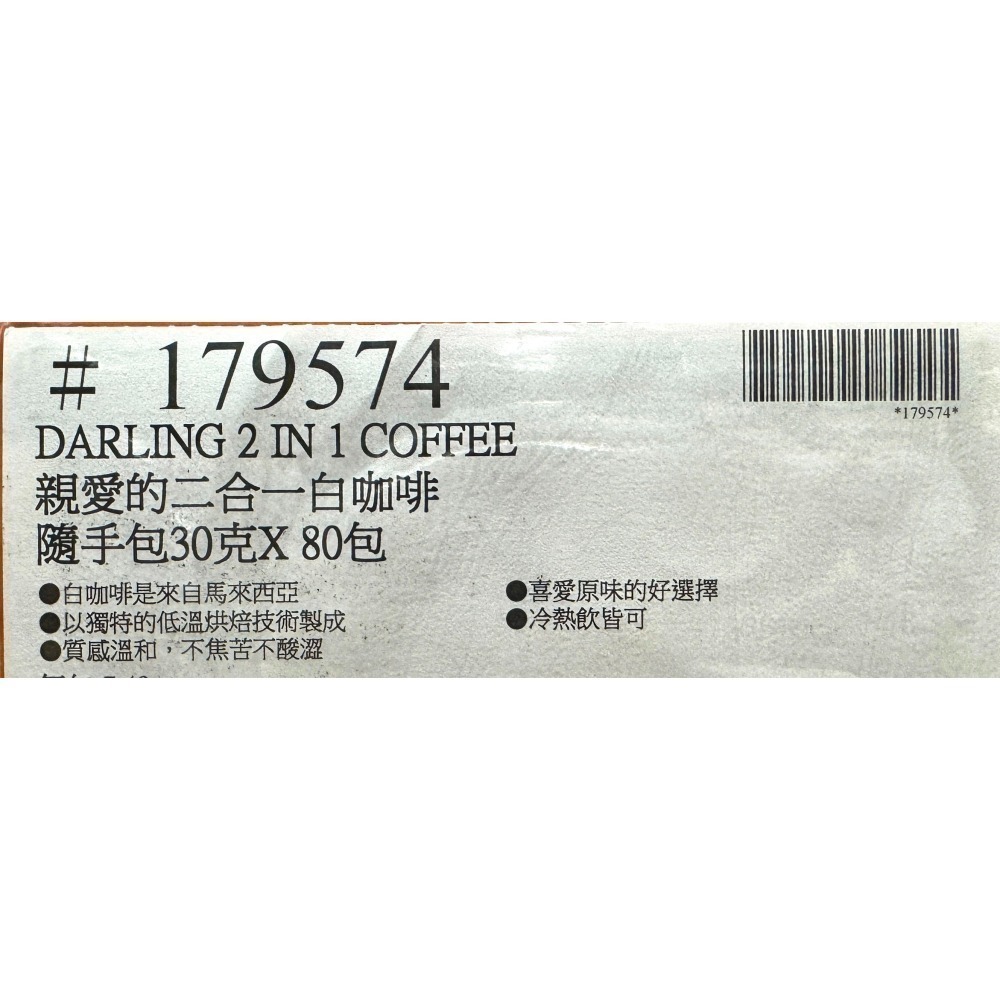 # 179574
*179574*
DARLING 2 IN 1 COFFEE
親愛的二合一白咖啡
隨手包30克X 80包
●白咖啡是來自馬來西亞
●以獨特的低溫烘焙技術製成
●質感溫和，不焦苦不酸澀
●喜愛原味的好選擇
●冷熱飲皆可